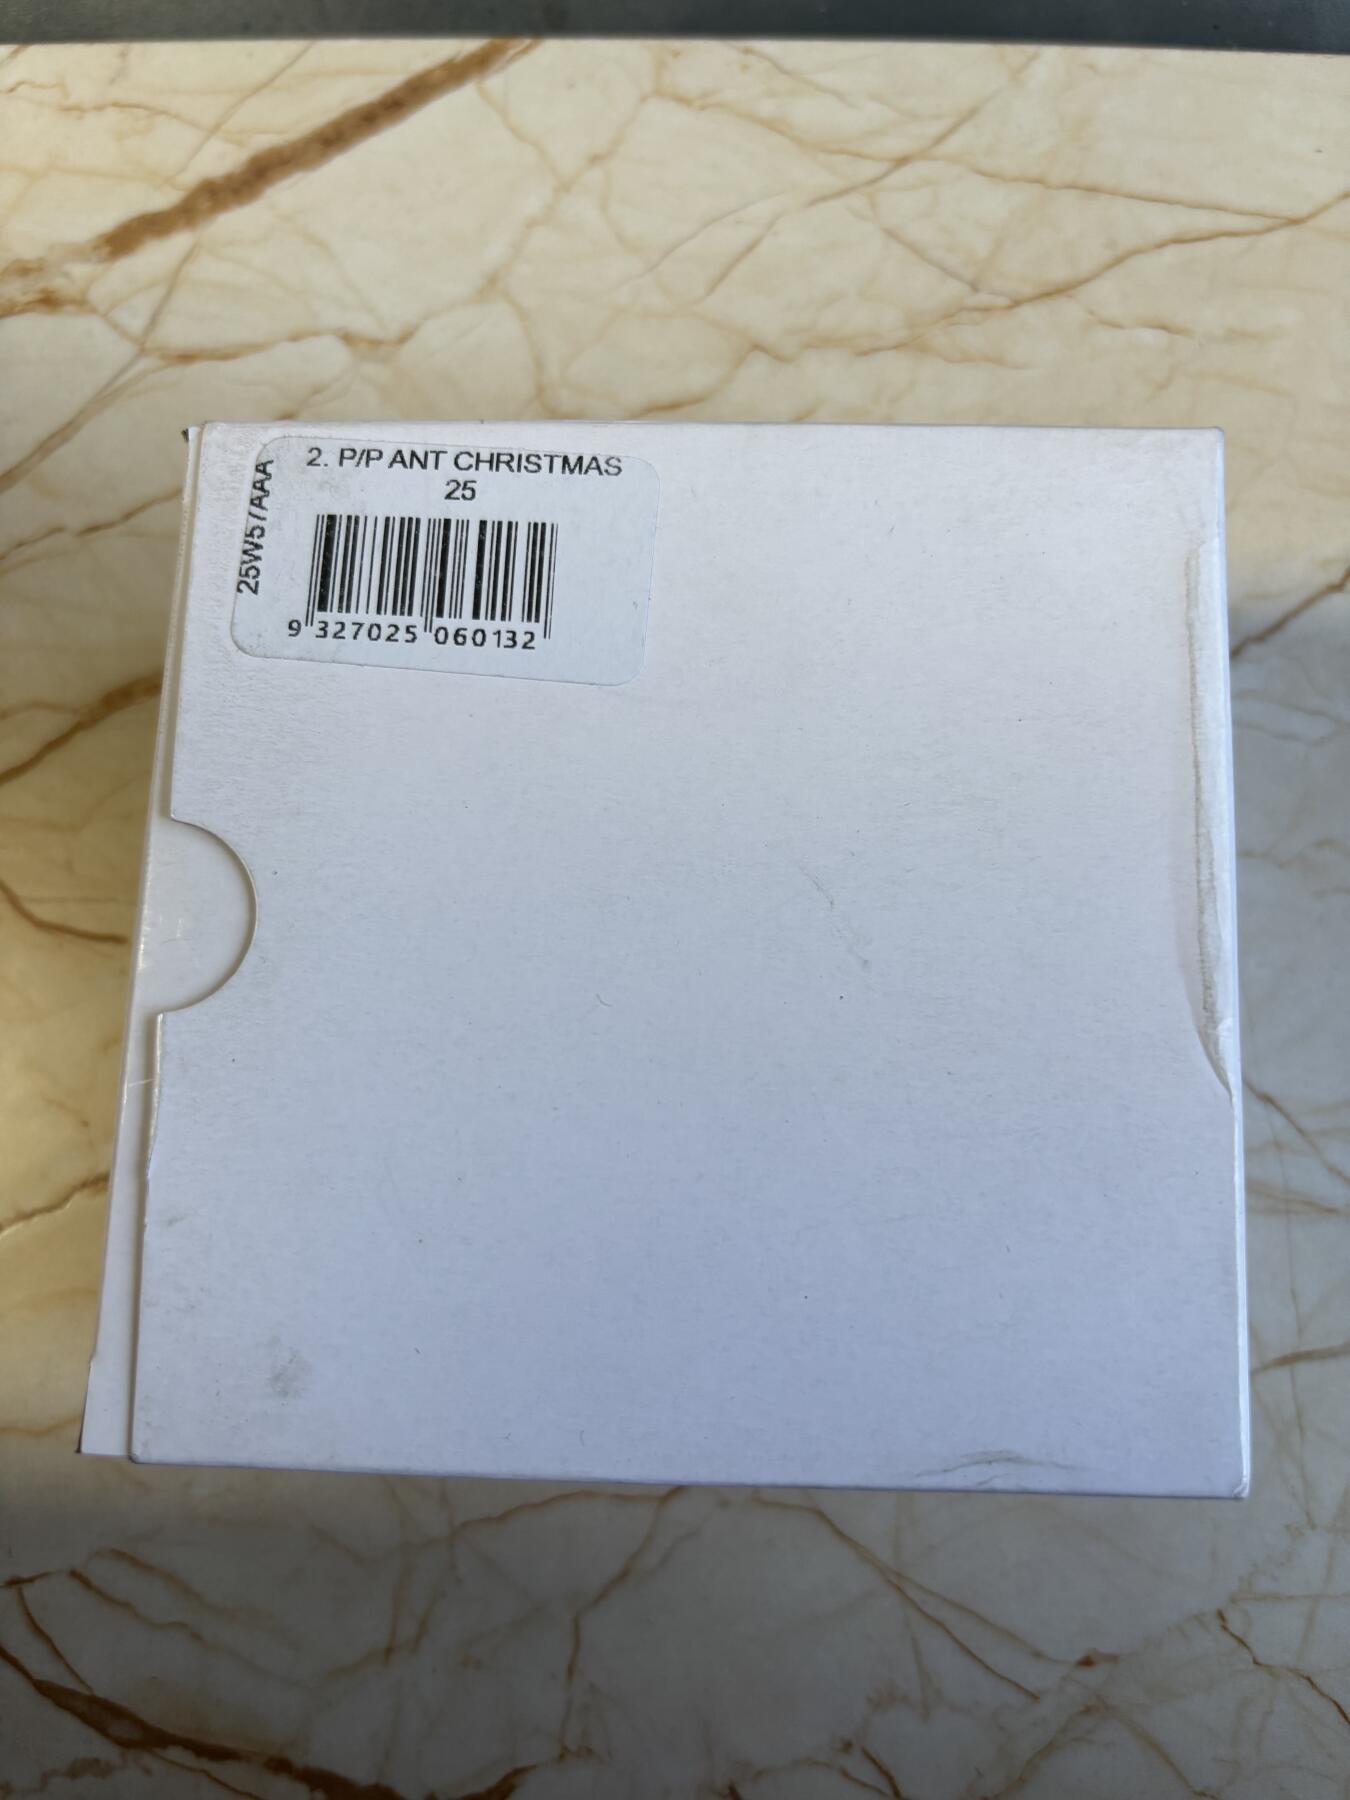 2. P/P ANT CHRISTMAS
25
25W57AAA
9 327025 060132